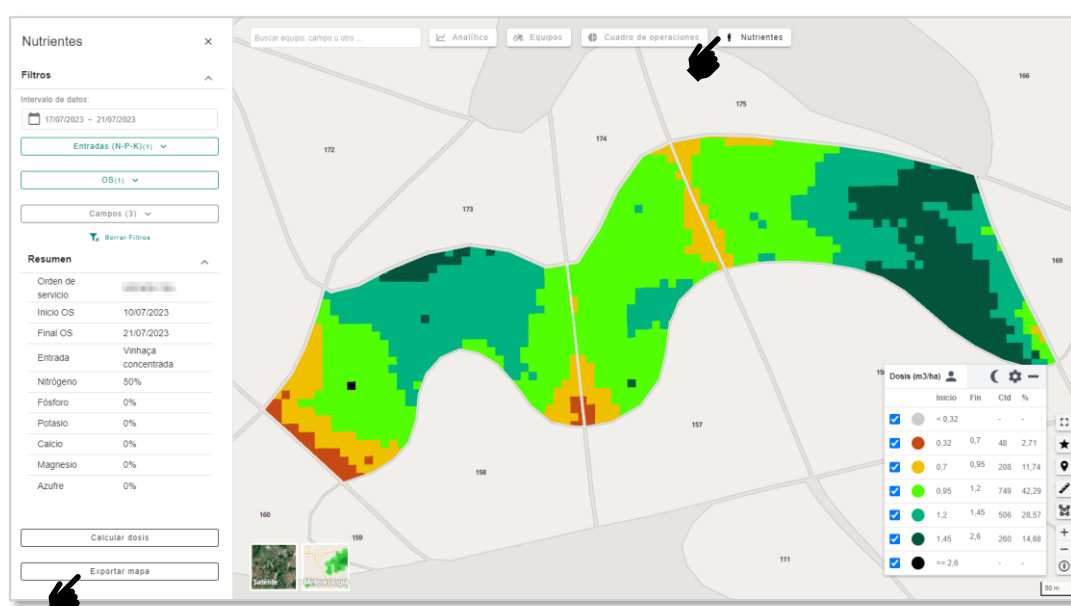 Nutrientes ×
Filtros
Intervalo de datos:
17/07/2023 ~ 21/07/2023
Entradas (N-P-K)(1)
OS(1)
Campos (3)
Borrar Filtros
Resumen
Orden de
servicio
Inicio OS 10/07/2023
Final OS 21/07/2023
Entrada Vinhaça
concentrada
Nitrógeno 50%
Fósforo 0%
Potasio 0%
Calcio 0%
Magnesio 0%
Azufre 0%
Calcular dosis
Exportar mapa
Buscar equipo, campo u otro ...
Analítico
Equipos
Cuadro de operaciones
Nutrientes
166
175
174
172
173
169
157
158
160
159
111
Satélite
Meteorología
Dosis (m3/ha)
Inicio Fin Ctd %
< 0,32 - -
0,32 0,7 48 2,71
0,7 0,95 208 11,74
0,95 1,2 749 42,29
1,2 1,45 506 28,57
1,45 2,6 260 14,68
>= 2,6 - -
50 m